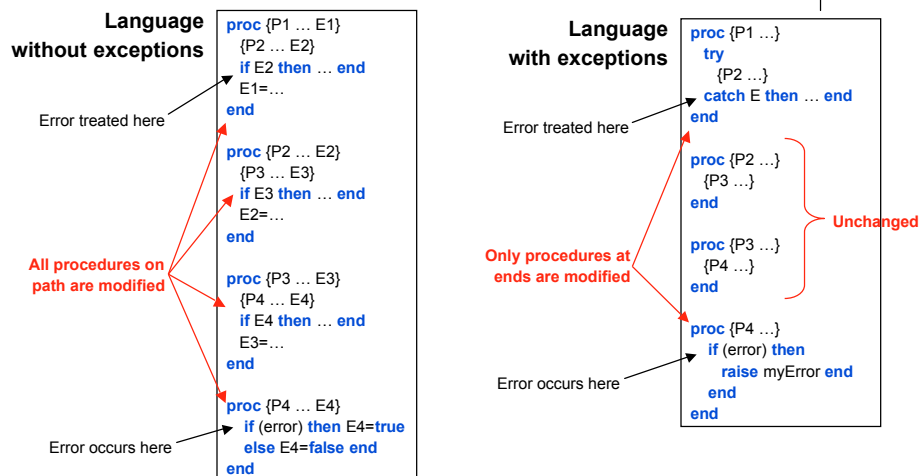 Language
without exceptions
proc {P1 … E1}
{P2 … E2}
if E2 then … end
E1=…
end
Error treated here
proc {P2 … E2}
{P3 … E3}
if E3 then … end
E2=…
end
All procedures on
path are modified
proc {P3 … E3}
{P4 … E4}
if E4 then … end
E3=…
end
proc {P4 … E4}
if (error) then E4=true
else E4=false end
end
Error occurs here
Language
with exceptions
proc {P1 …}
try
{P2 …}
catch E then … end
end
Error treated here
proc {P2 …}
{P3 …}
end
Unchanged
proc {P3 …}
{P4 …}
end
Only procedures at
ends are modified
proc {P4 …}
if (error) then
raise myError end
end
end
Error occurs here